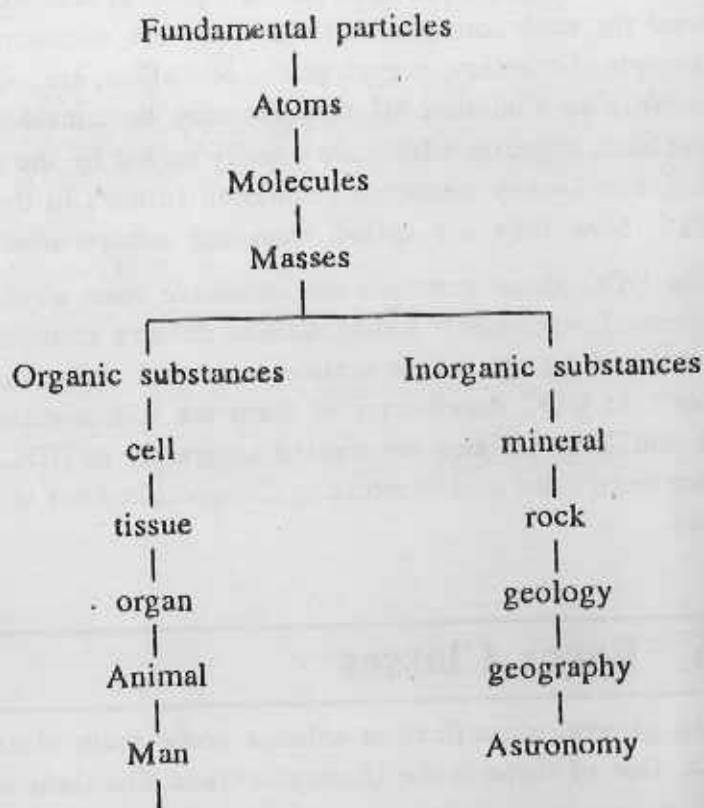 Fundamental particles
Atoms
Molecules
Masses
Organic substances Inorganic substances
cell mineral
tissue rock
organ geology
Animal geography
Man Astronomy